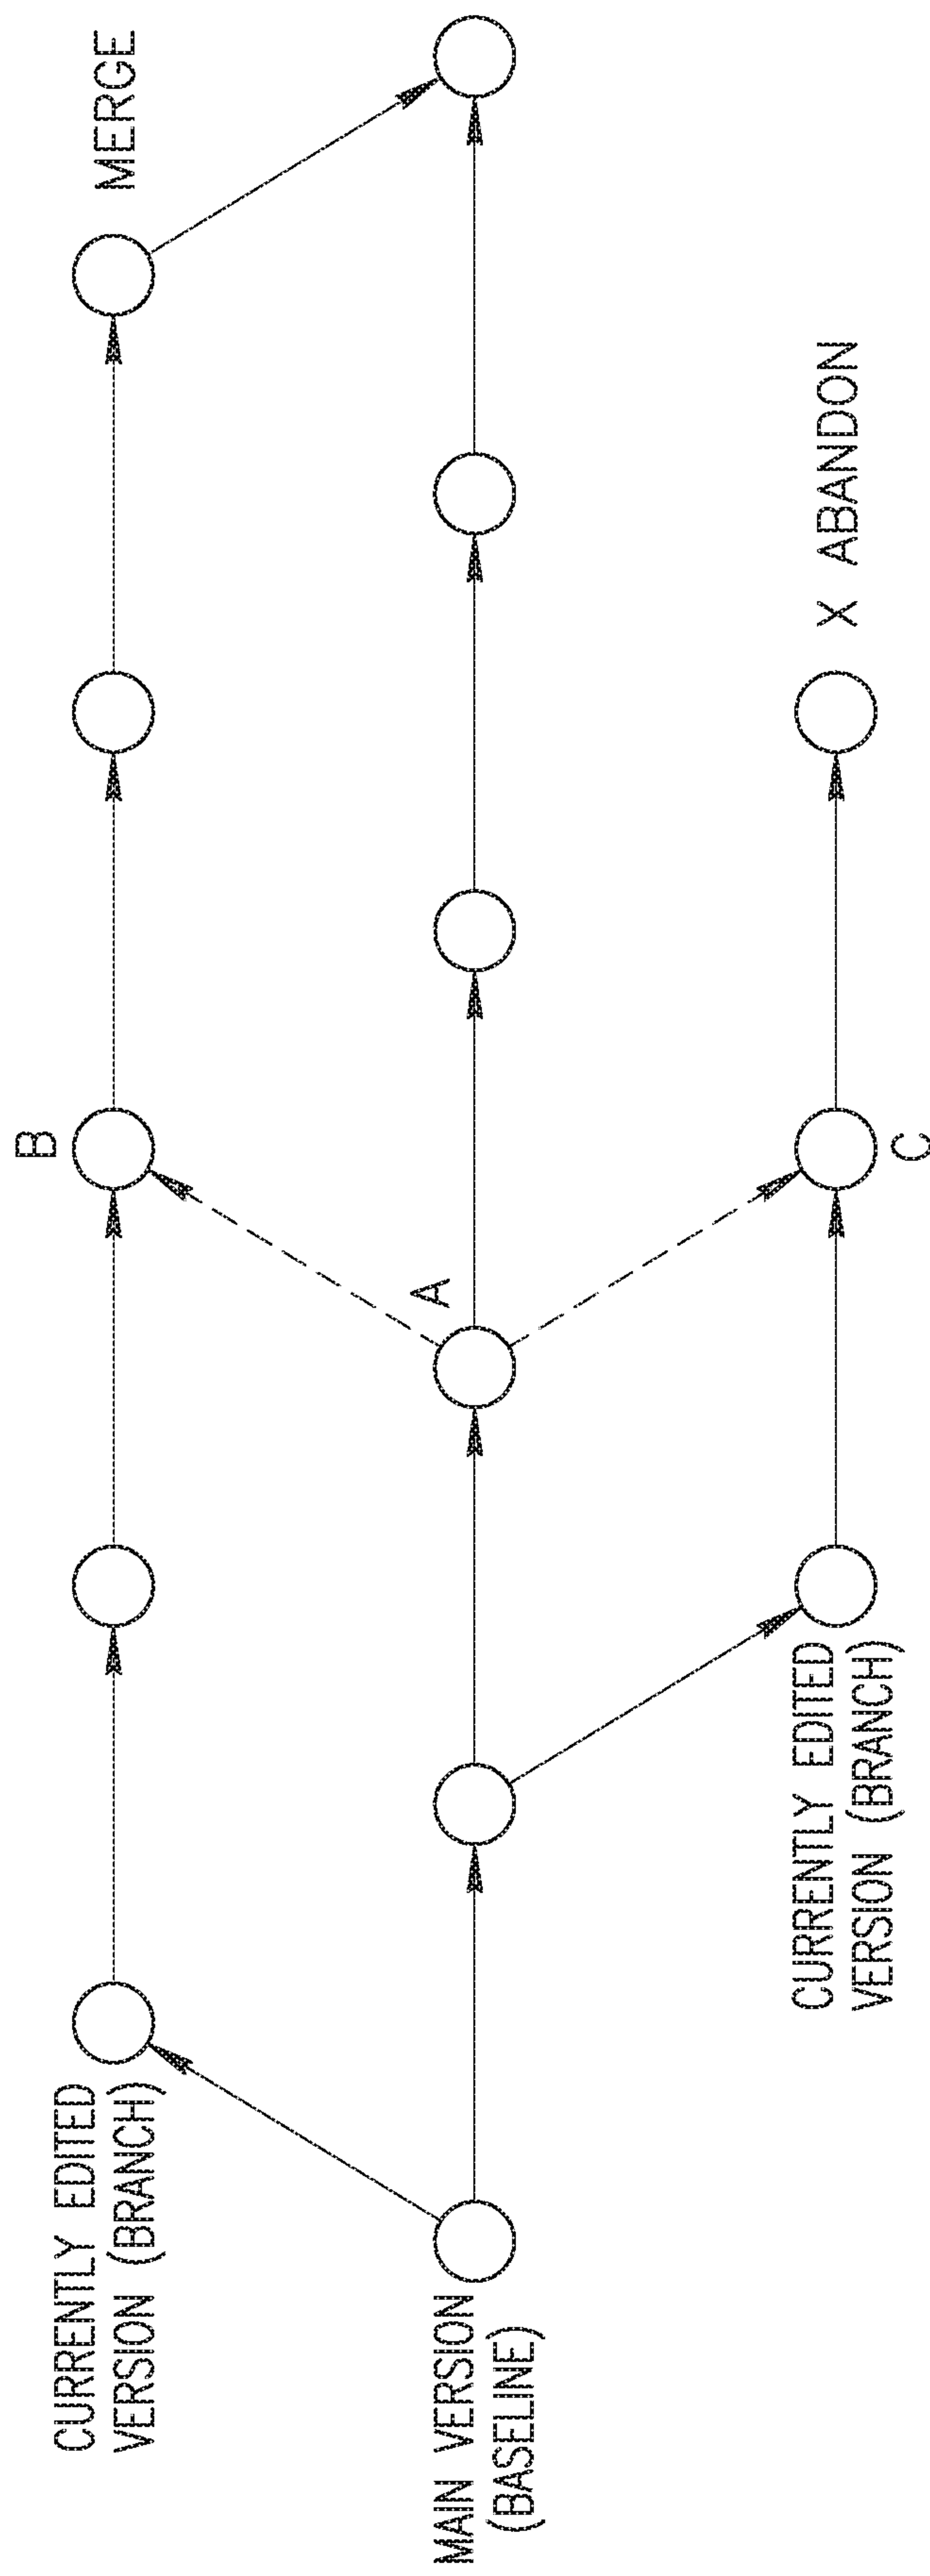 CURRENTLY EDITED
VERSION (BRANCH)
B
MERGE
MAIN VERSION
(BASELINE)
A
CURRENTLY EDITED
VERSION (BRANCH)
C
X ABANDON